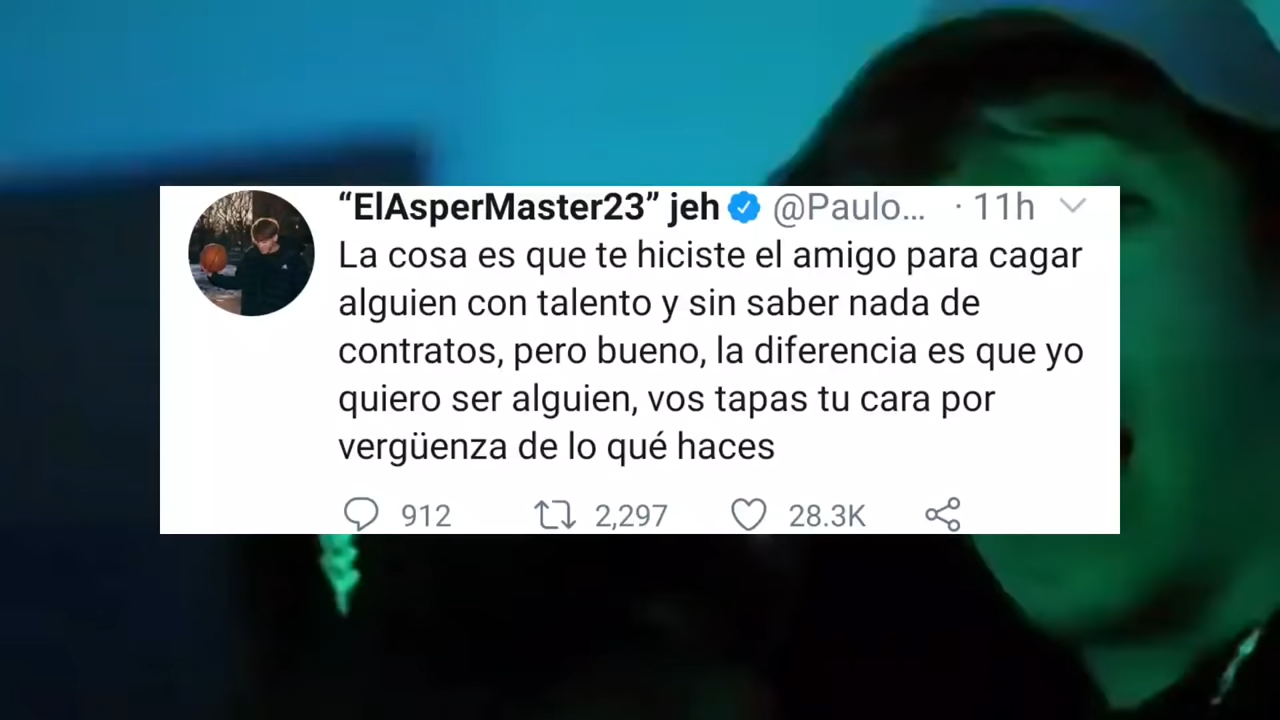 “ElAsperMaster23” jeh @Paulo... · 11h
La cosa es que te hiciste el amigo para cagar
alguien con talento y sin saber nada de
contratos, pero bueno, la diferencia es que yo
quiero ser alguien, vos tapas tu cara por
vergüenza de lo qué haces
912 2,297 28.3K